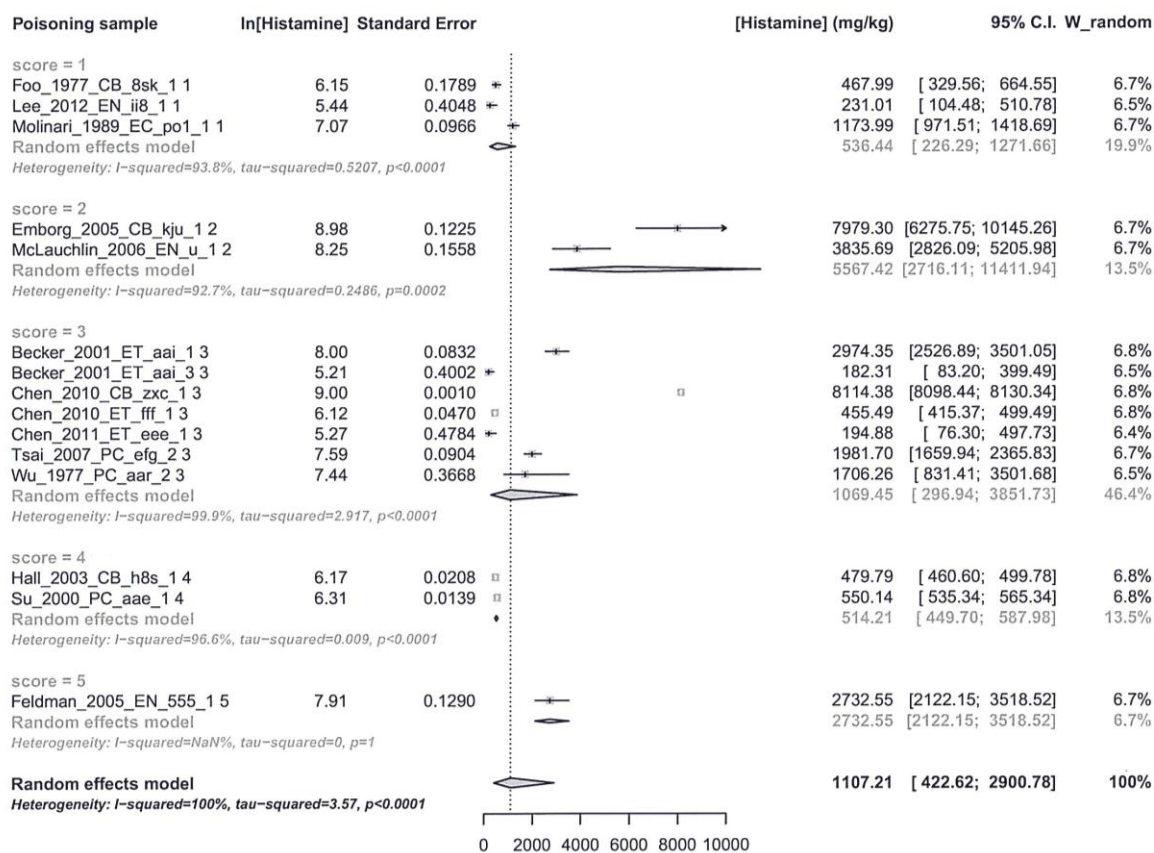 Poisoning sample ln[Histamine] Standard Error [Histamine] (mg/kg) 95% C.I. W_random
score = 1
Foo_1977_CB_8sk_1 1 6.15 0.1789 467.99 [ 329.56; 664.55] 6.7%
Lee_2012_EN_ii8_1 1 5.44 0.4048 231.01 [ 104.48; 510.78] 6.5%
Molinari_1989_EC_po1_1 1 7.07 0.0966 1173.99 [ 971.51; 1418.69] 6.7%
Random effects model 536.44 [ 226.29; 1271.66] 19.9%
Heterogeneity: I−squared=93.8%, tau−squared=0.5207, p<0.0001
score = 2
Emborg_2005_CB_kju_1 2 8.98 0.1225 7979.30 [6275.75; 10145.26] 6.7%
McLauchlin_2006_EN_u_1 2 8.25 0.1558 3835.69 [2826.09; 5205.98] 6.7%
Random effects model 5567.42 [2716.11; 11411.94] 13.5%
Heterogeneity: I−squared=92.7%, tau−squared=0.2486, p=0.0002
score = 3
Becker_2001_ET_aai_1 3 8.00 0.0832 2974.35 [2526.89; 3501.05] 6.8%
Becker_2001_ET_aai_3 3 5.21 0.4002 182.31 [ 83.20; 399.49] 6.5%
Chen_2010_CB_zxc_1 3 9.00 0.0010 8114.38 [8098.44; 8130.34] 6.8%
Chen_2010_ET_fff_1 3 6.12 0.0470 455.49 [ 415.37; 499.49] 6.8%
Chen_2011_ET_eee_1 3 5.27 0.4784 194.88 [ 76.30; 497.73] 6.4%
Tsai_2007_PC_efg_2 3 7.59 0.0904 1981.70 [1659.94; 2365.83] 6.7%
Wu_1977_PC_aar_2 3 7.44 0.3668 1706.26 [ 831.41; 3501.68] 6.5%
Random effects model 1069.45 [ 296.94; 3851.73] 46.4%
Heterogeneity: I−squared=99.9%, tau−squared=2.917, p<0.0001
score = 4
Hall_2003_CB_h8s_1 4 6.17 0.0208 479.79 [ 460.60; 499.78] 6.8%
Su_2000_PC_aae_1 4 6.31 0.0139 550.14 [ 535.34; 565.34] 6.8%
Random effects model 514.21 [ 449.70; 587.98] 13.5%
Heterogeneity: I−squared=96.6%, tau−squared=0.009, p<0.0001
score = 5
Feldman_2005_EN_555_1 5 7.91 0.1290 2732.55 [2122.15; 3518.52] 6.7%
Random effects model 2732.55 [2122.15; 3518.52] 6.7%
Heterogeneity: I−squared=NaN%, tau−squared=0, p=1
Random effects model 1107.21 [ 422.62; 2900.78] 100%
Heterogeneity: I−squared=100%, tau−squared=3.57, p<0.0001
0 2000 4000 6000 8000 10000